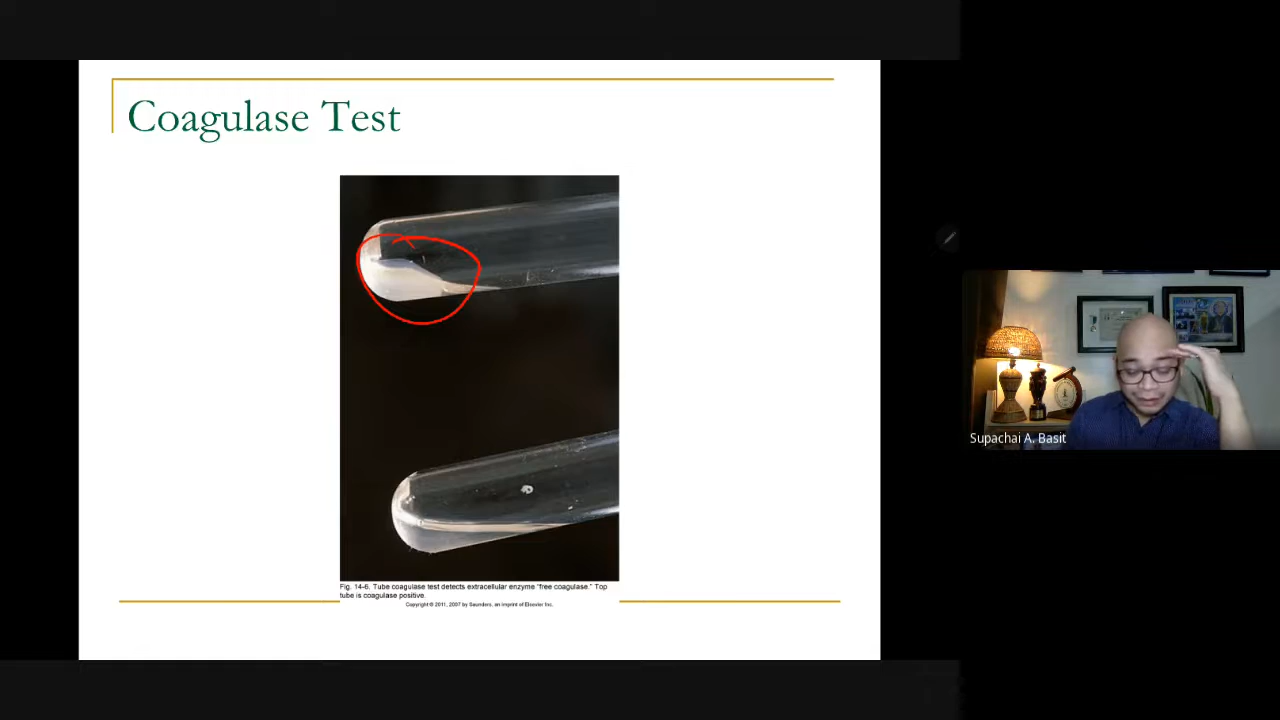 Coagulase Test
Fig. 14-6. Tube coagulase test detects extracellular enzyme “free coagulase.” Top
tube is coagulase positive.
Copyright © 2011, 2007 by Saunders, an imprint of Elsevier Inc.
Supachai A. Basit